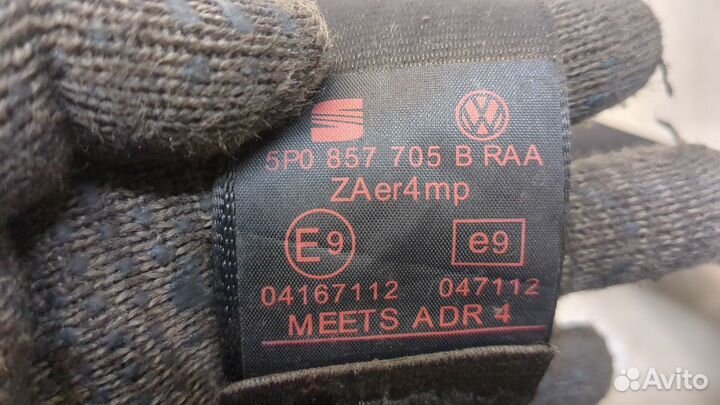 5P0 857 705 B RAA
ZAer4mp
E9 e9
04167112 047112
MEETS ADR 4
Avito